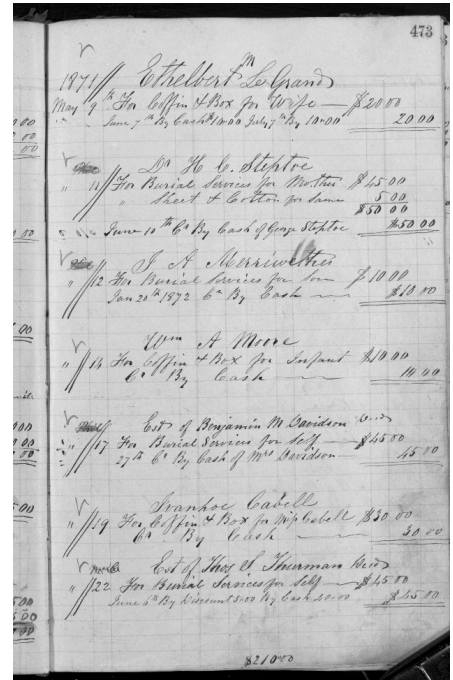 473
1871 Ethelbert M LeGrand
May 9th For Coffin & Box for Wife — $20 00
June 7th By Cash 10.00 July 7th By 10.00 20 00
Dr H. C. Steptoe
" 11 For Burial Services for Mother $45 00
" Sheet & Cotton for Same 5 00
$50 00
June 10th Cr By Cash of George Steptoe $50 00
J A Merriwether
" 12 For Burial Services for Son $10 00
Jan 20th 1872 Cr By Cash $10 00
Wm A Moore
" 14 For Coffin & Box for Infant $10.00
Cr By Cash 10.00
Est of Benjamin M Davidson Decd
" 17 For Burial Services for Self — $45 00
27th Cr By Cash of Mrs Davidson 45 00
Ivanhoe Cabell
" 19 For Coffin & Box for Miss Cabell $30 00
Cr By Cash 30 00
Est of Thos S. Thurman Decd
" 22 For Burial Services for Self — $45 00
June 6th By Discount 5.00 By Cash 40.00 $45 00
$210.00